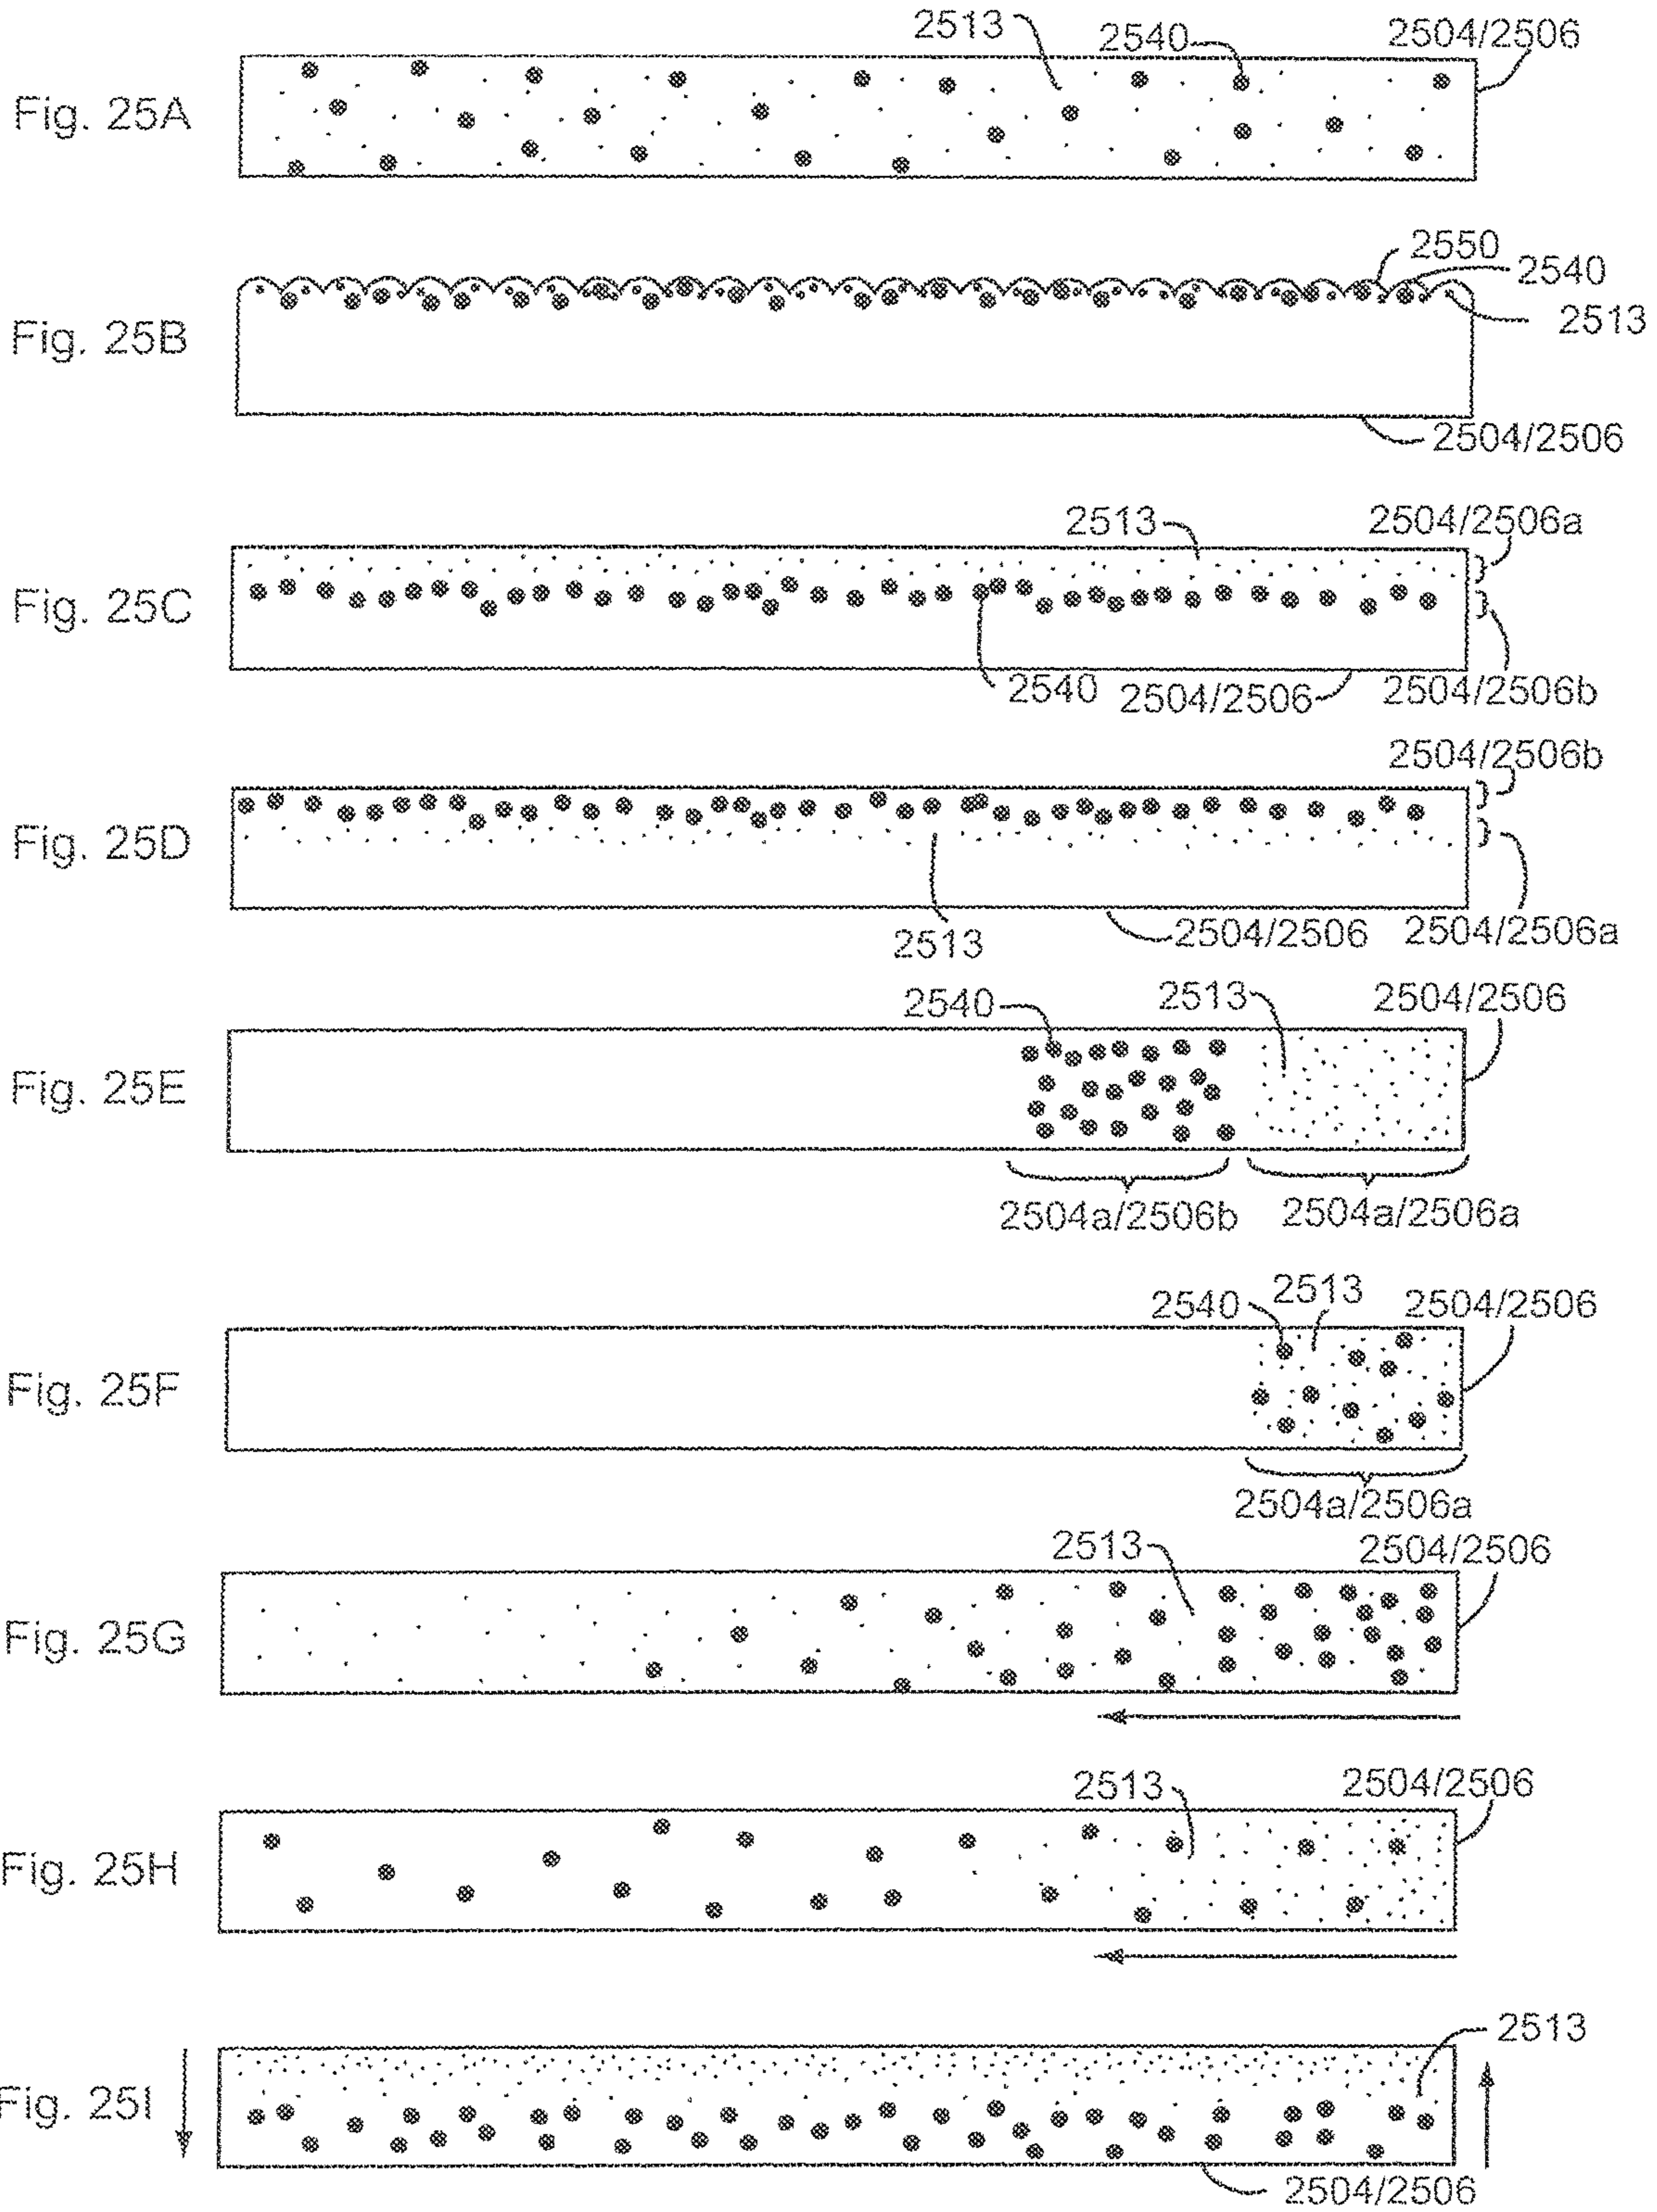 2513 2540 2504/2506
Fig. 25A
2550
2540
2513
Fig. 25B
2504/2506
2513 2504/2506a
Fig. 25C
2540 2504/2506 2504/2506b
2504/2506b
Fig. 25D
2513 2504/2506 2504/2506a
2540 2513 2504/2506
Fig. 25E
2504a/2506b 2504a/2506a
2540 2513 2504/2506
Fig. 25F
2504a/2506a
2513 2504/2506
Fig. 25G
2513 2504/2506
Fig. 25H
2513
Fig. 25I
2504/2506